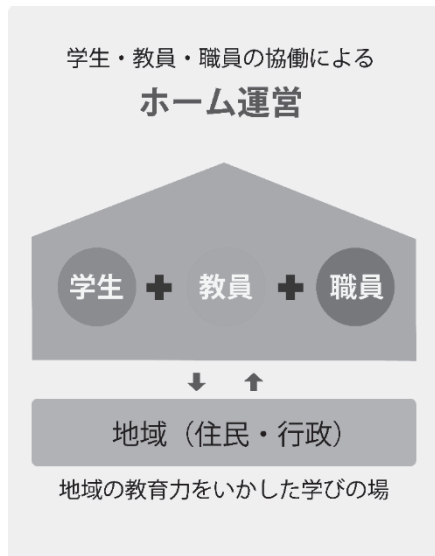 学生・教員・職員の協働による
ホーム運営
学生 + 教員 + 職員
地域（住民・行政）
地域の教育力をいかした学びの場